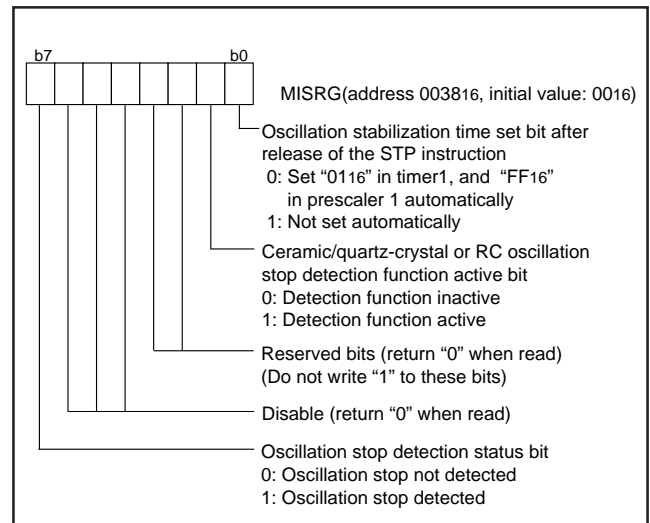 b7 b0
MISRG(address 003816, initial value: 0016)
Oscillation stabilization time set bit after
release of the STP instruction
0: Set “0116” in timer1, and “FF16”
in prescaler 1 automatically
1: Not set automatically
Ceramic/quartz-crystal or RC oscillation
stop detection function active bit
0: Detection function inactive
1: Detection function active
Reserved bits (return “0” when read)
(Do not write “1” to these bits)
Disable (return “0” when read)
Oscillation stop detection status bit
0: Oscillation stop not detected
1: Oscillation stop detected